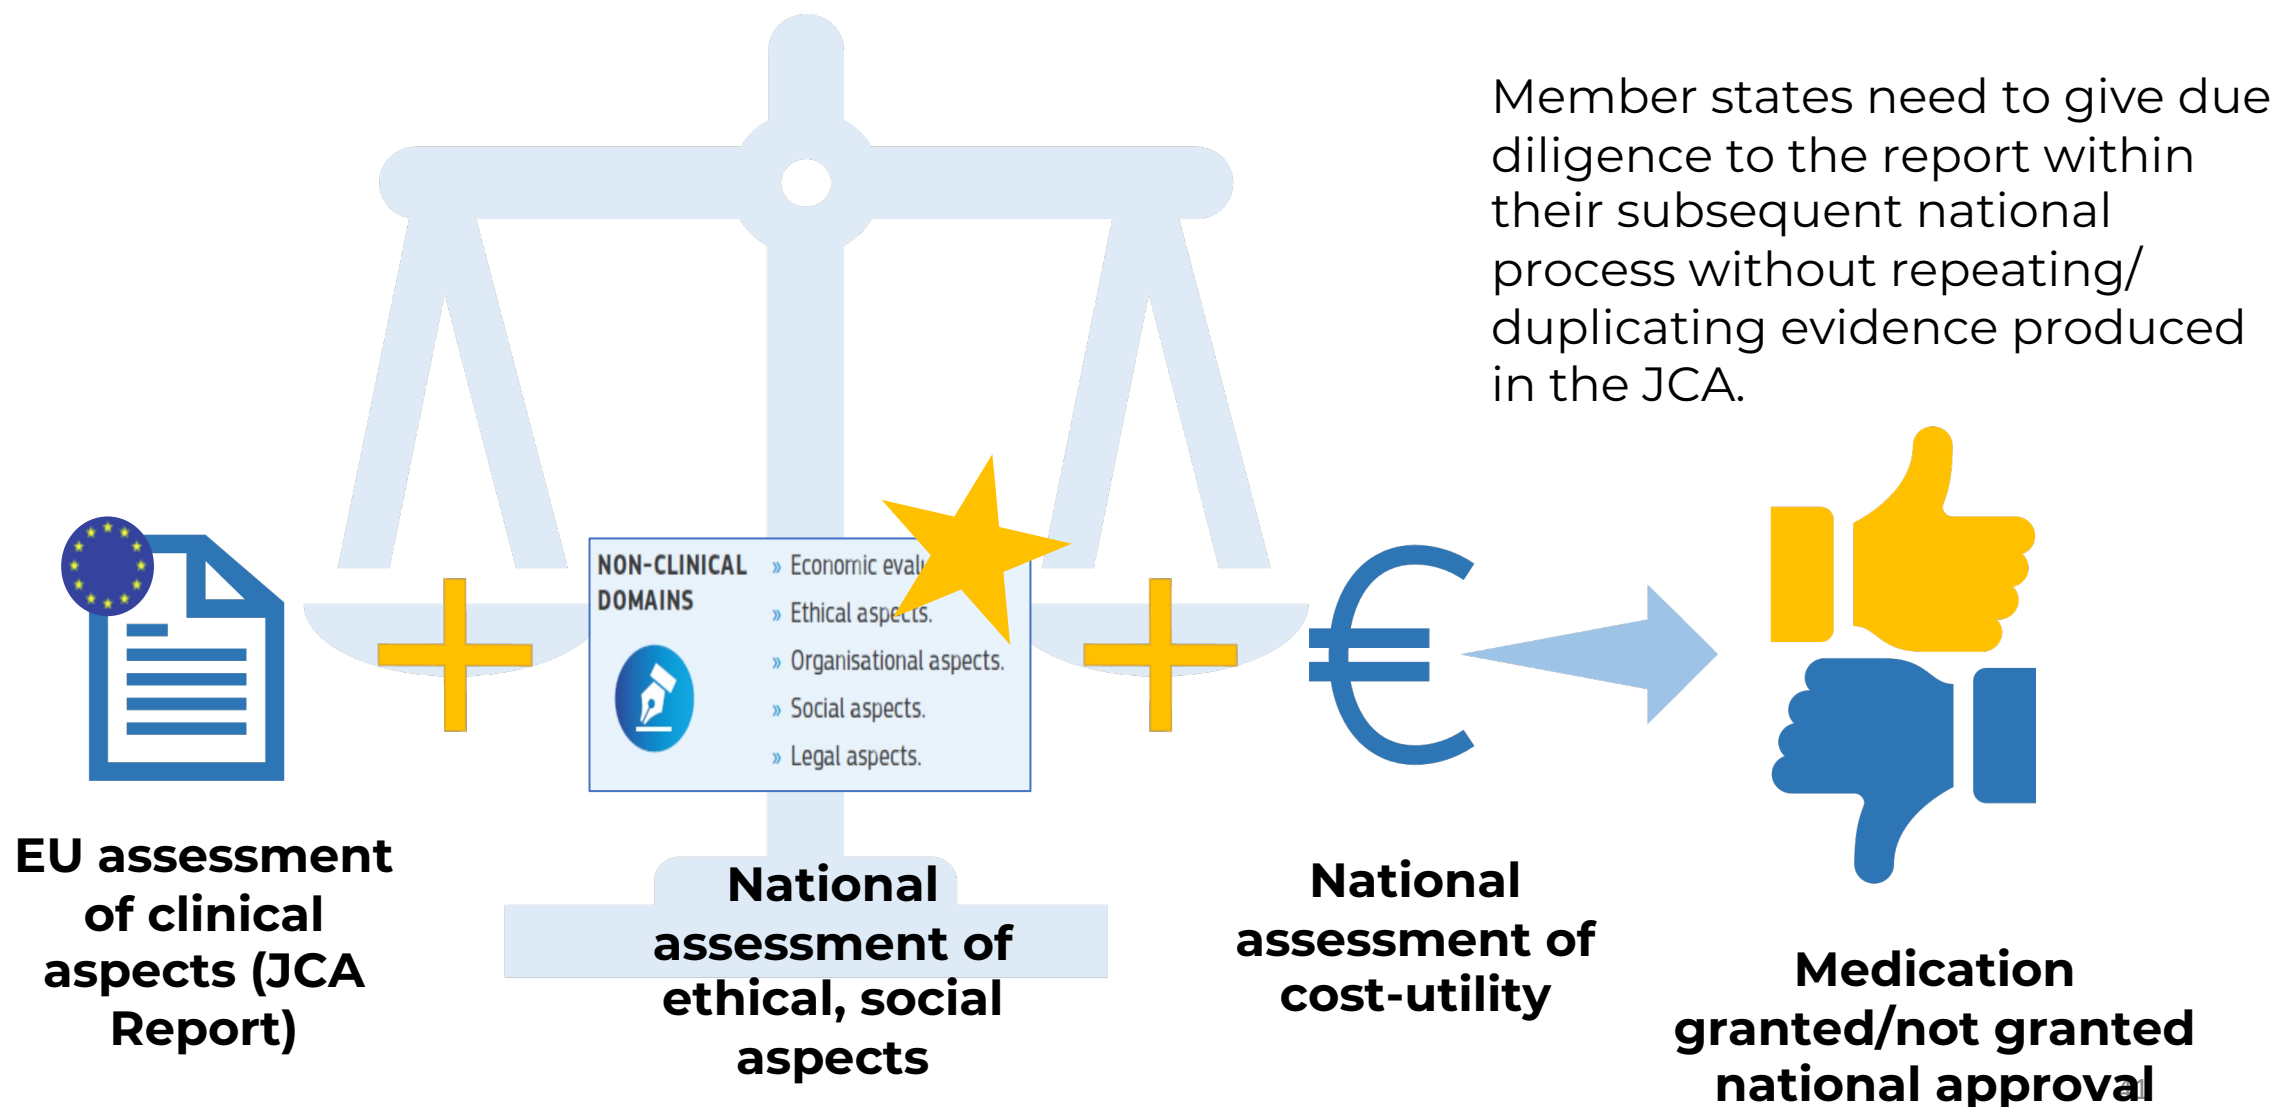 Member states need to give due
diligence to the report within
their subsequent national
process without repeating/
duplicating evidence produced
in the JCA.
NON-CLINICAL
DOMAINS
» Economic
» Ethical aspects.
» Organisational aspects.
» Social aspects.
» Legal aspects.
EU assessment
of clinical
aspects (JCA
Report)
National
assessment of
ethical, social
aspects
National
assessment of
cost-utility
Medication
granted/not granted
national approval